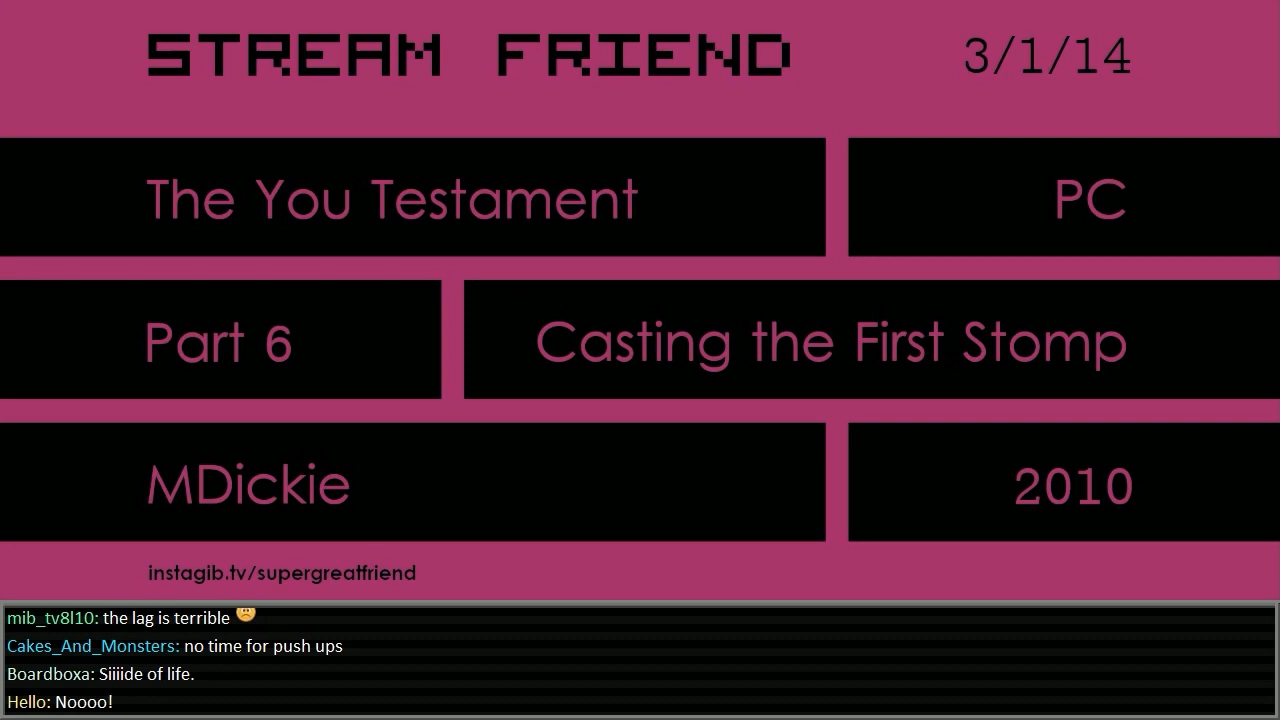 STREAM FRIEND 3/1/14
The You Testament PC
Part 6 Casting the First Stomp
MDickie 2010
instagib.tv/supergreatfriend
mib_tv8l10: the lag is terrible
Cakes_And_Monsters: no time for push ups
Boardboxa: Siiiide of life.
Hello: Noooo!